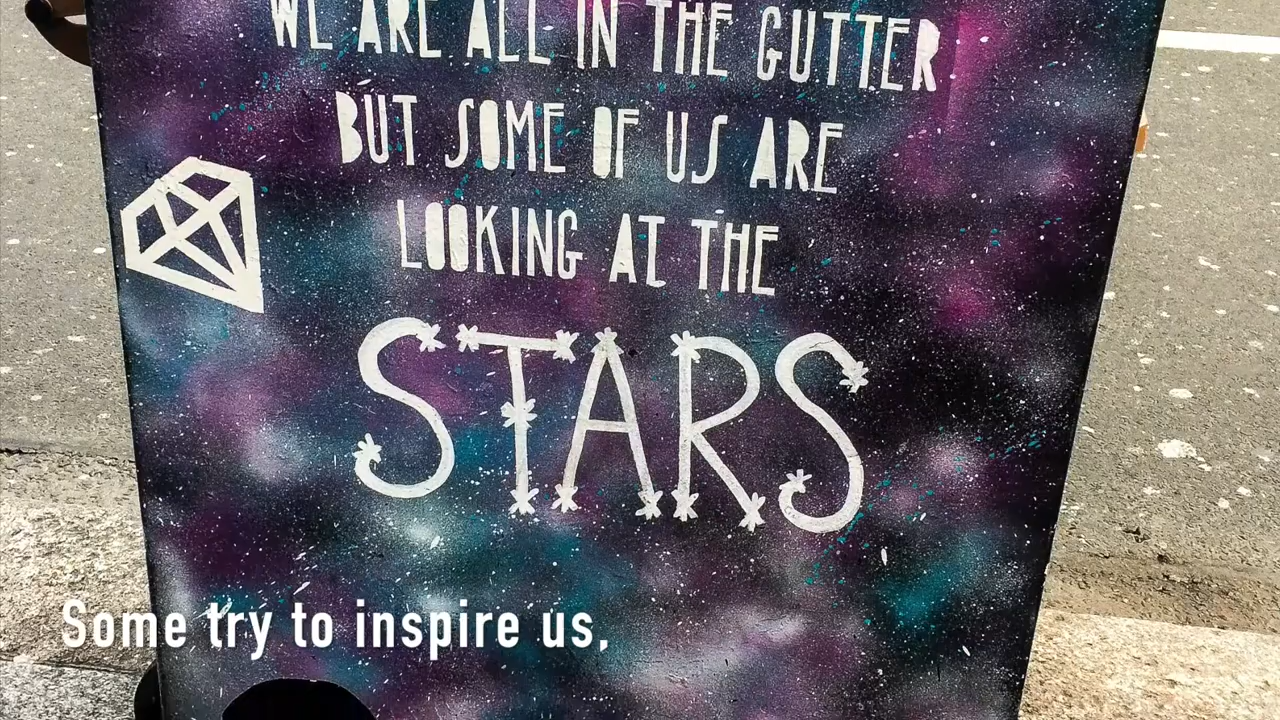 WE ARE ALL IN THE GUTTER
BUT SOME OF US ARE
LOOKING AT THE
STARS
Some try to inspire us,